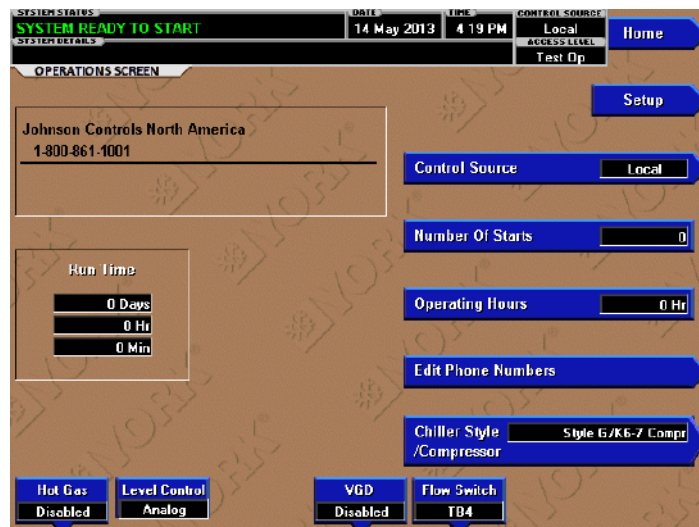 SYSTEM STATUS
SYSTEM READY TO START
SYSTEM DETAILS
DATE
14 May 2013
TIME
4 19 PM
CONTROL SOURCE
Local
ACCESS LEVEL
Test Op
Home
OPERATIONS SCREEN
Setup
Johnson Controls North America
1-800-861-1001
Control Source Local
Number Of Starts 0
Run Time
0 Days
0 Hr
0 Min
Operating Hours 0 Hr
Edit Phone Numbers
Chiller Style Style G/K6-7 Compr
/Compressor
Hot Gas
Disabled
Level Control
Analog
VGD
Disabled
Flow Switch
TB4
YORK